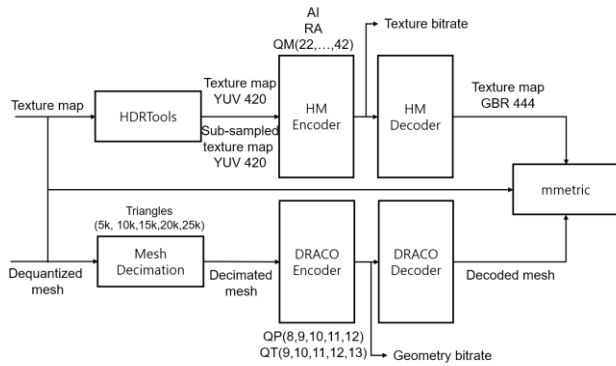 AI
RA
QM(22,...,42)
Texture bitrate
Texture map
HDRTools
Texture map
YUV 420
Sub-sampled
texture map
YUV 420
HM
Encoder
HM
Decoder
Texture map
GBR 444
mmetric
Triangles
(5k, 10k,15k,20k,25k)
Dequantized
mesh
Mesh
Decimation
Decimated
mesh
DRACO
Encoder
DRACO
Decoder
Decoded mesh
QP(8,9,10,11,12)
QT(9,10,11,12,13)
Geometry bitrate